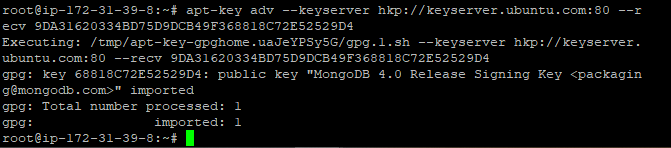 root@ip-172-31-39-8:~# apt-key adv --keyserver hkp://keyserver.ubuntu.com:80 --r
ecv 9DA31620334BD75D9DCB49F368818C72E52529D4
Executing: /tmp/apt-key-gpghome.uaJeYPSy5G/gpg.1.sh --keyserver hkp://keyserver.
ubuntu.com:80 --recv 9DA31620334BD75D9DCB49F368818C72E52529D4
gpg: key 68818C72E52529D4: public key "MongoDB 4.0 Release Signing Key <packagin
g@mongodb.com>" imported
gpg: Total number processed: 1
gpg:               imported: 1
root@ip-172-31-39-8:~#